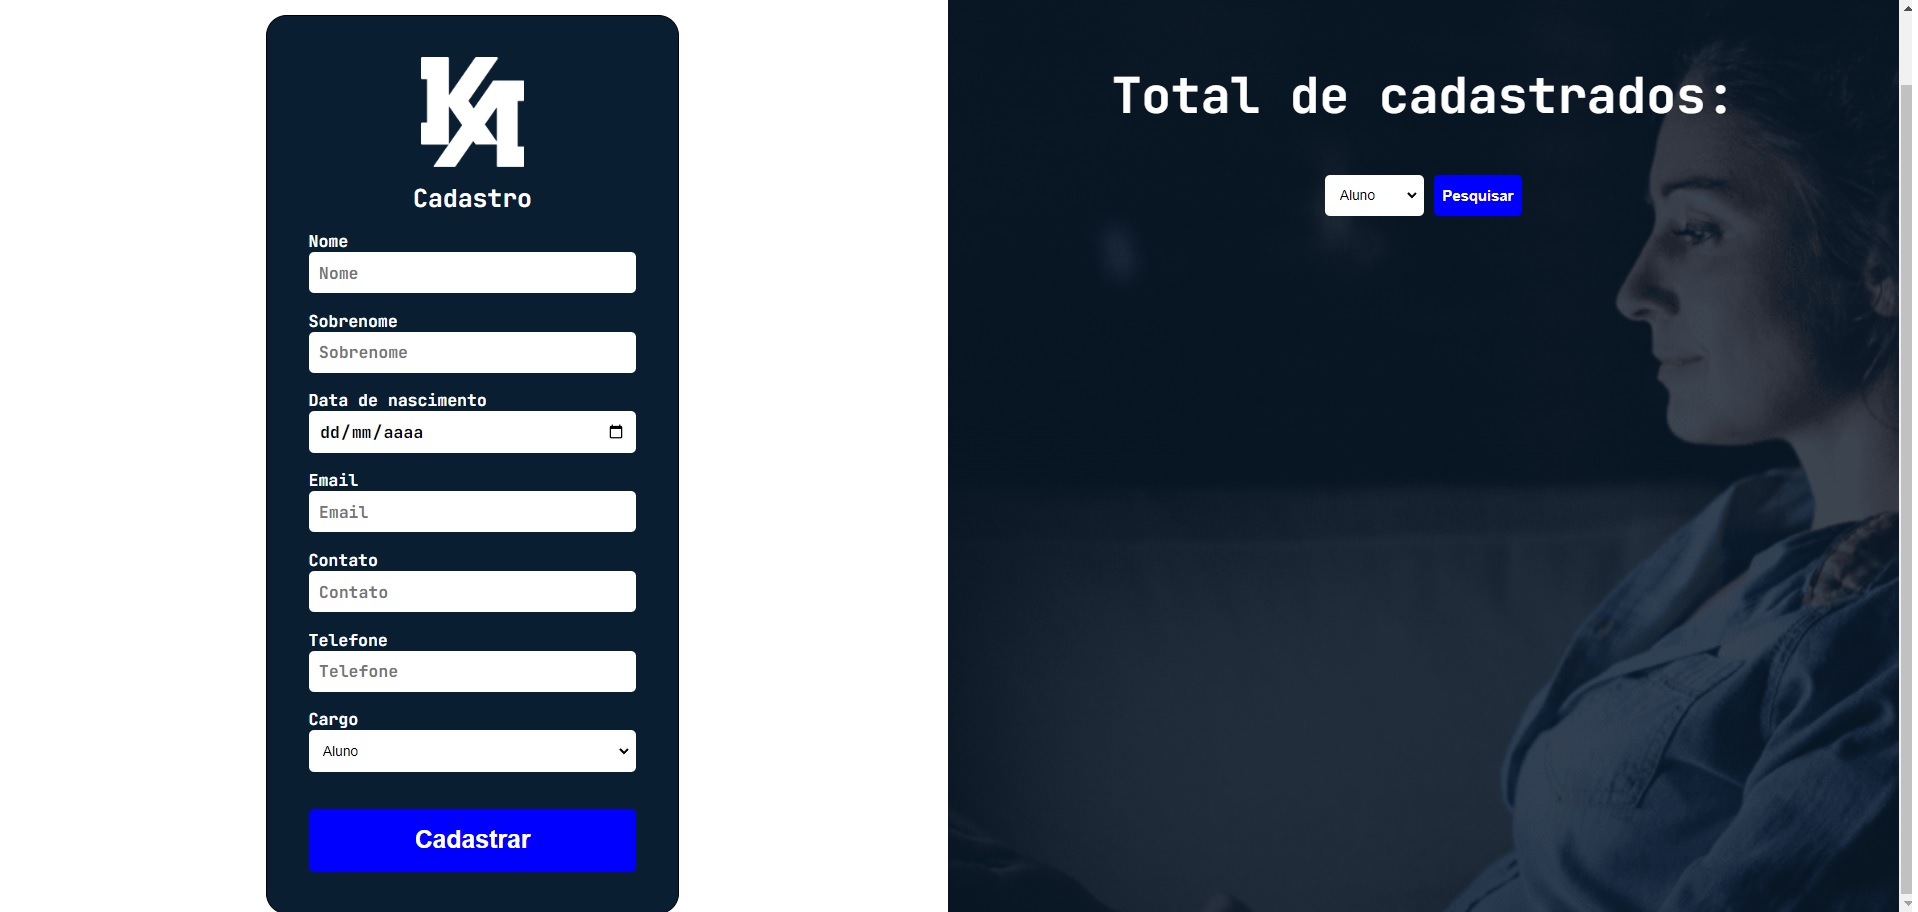 KA
Cadastro
Nome
Nome
Sobrenome
Sobrenome
Data de nascimento
dd/mm/aaaa
Email
Email
Contato
Contato
Telefone
Telefone
Cargo
Aluno
Cadastrar
Total de cadastrados:
Aluno
Pesquisar